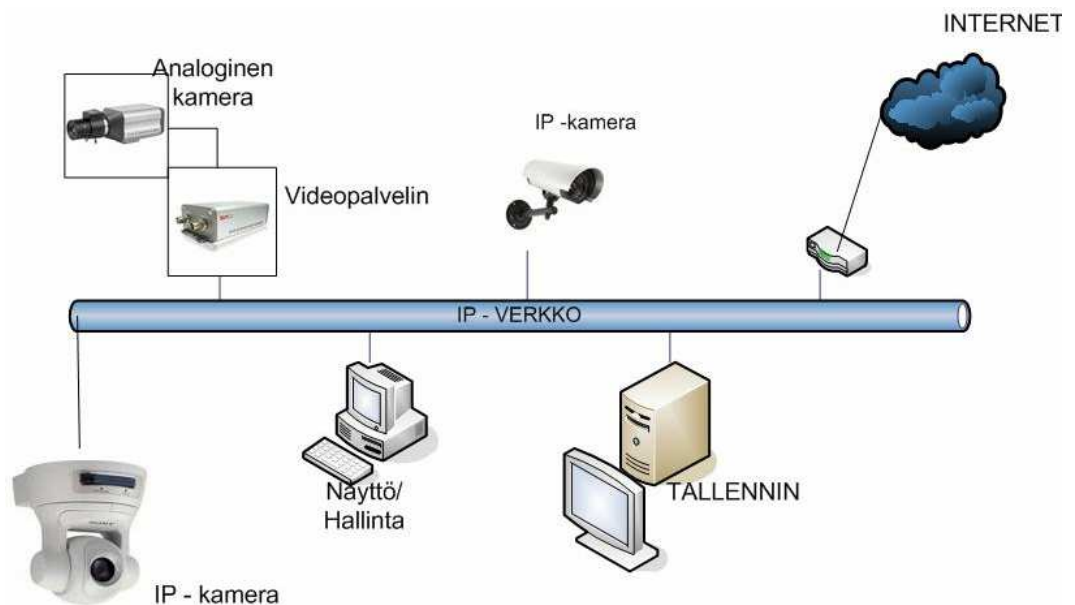 INTERNET
Analoginen
kamera
IP -kamera
Videopalvelin
IP - VERKKO
Näyttö/
Hallinta
TALLENNIN
IP - kamera